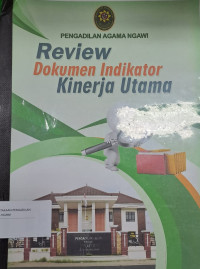 PENGADILAN AGAMA NGAWI
Review
Dokumen Indikator
Kinerja Utama